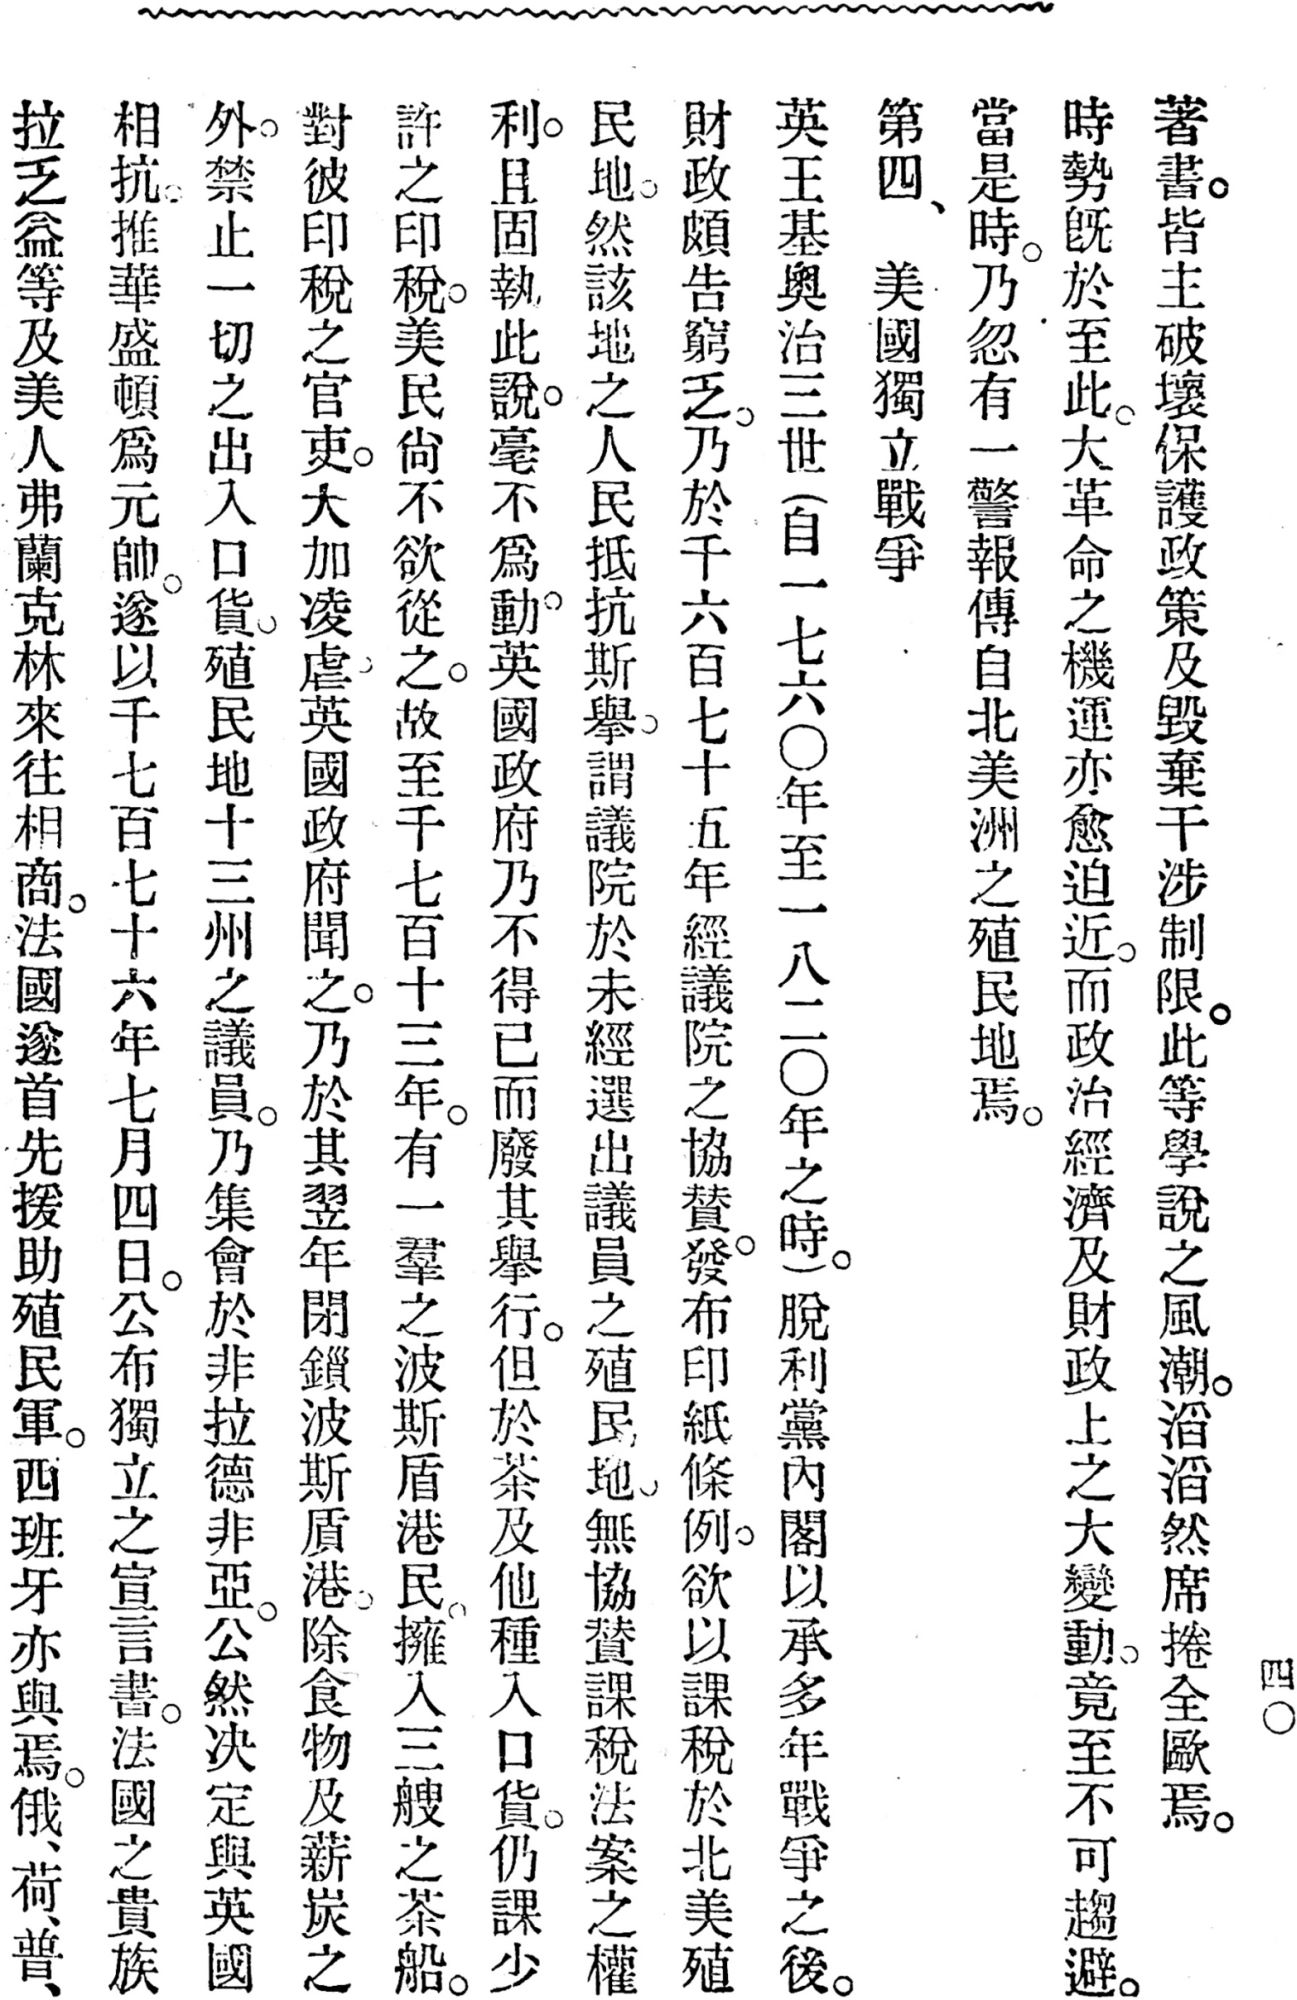 四〇
著書。皆主破壞保護政策及毀棄干涉制限。此等學說之風潮。滔滔然席捲全歐焉。
時勢旣於至此。大革命之機運亦愈迫近。而政治經濟及財政上之大變動。竟至不可趨避。
當是時。乃忽有一警報傳自北美洲之殖民地焉。
第四、　美國獨立戰爭
英王基奧治三世（自一七六〇年至一八二〇年之時。）脫利黨內閣以承多年戰爭之後。
財政頗告窮乏。乃於千六百七十五年經議院之協贊。發布印紙條例。欲以課稅於北美殖
民地。然該地之人民抵抗斯舉。謂議院於未經選出議員之殖民地。無協贊課稅法案之權
利。且固執此說。毫不爲動。英國政府乃不得已而廢其舉行。但於茶及他種入口貨。仍課少
許之印稅。美民尙不欲從之。故至千七百十三年。有一羣之波斯盾港民。擁入三艘之茶船。
對彼印稅之官吏。大加凌虐。英國政府聞之。乃於其翌年閉鎖波斯盾港。除食物及薪炭之
外。禁止一切之出入口貨。殖民地十三州之議員。乃集會於非拉德非亞。公然决定與英國
相抗。推華盛頓爲元帥。遂以千七百七十六年七月四日。公布獨立之宣言書。法國之貴族
拉乏益等及美人弗蘭克林來往相商。法國遂首先援助殖民軍。西班牙亦與焉。俄、荷、普、